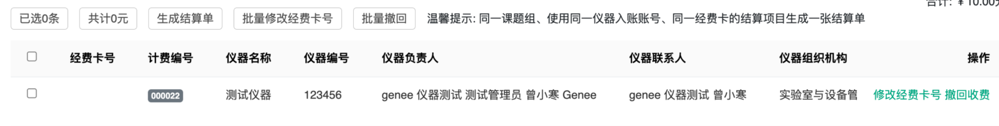 合计: ¥ 10.00元
已选0条 共计0元 生成结算单 批量修改经费卡号 批量撤回 温馨提示: 同一课题组、使用同一仪器入账账号、同一经费卡的结算项目生成一张结算单
经费卡号 计费编号 仪器名称 仪器编号 仪器负责人 仪器联系人 仪器组织机构 操作
000022 测试仪器 123456 genee 仪器测试 测试管理员 曾小寒 Genee genee 仪器测试 曾小寒 实验室与设备管 修改经费卡号 撤回收费